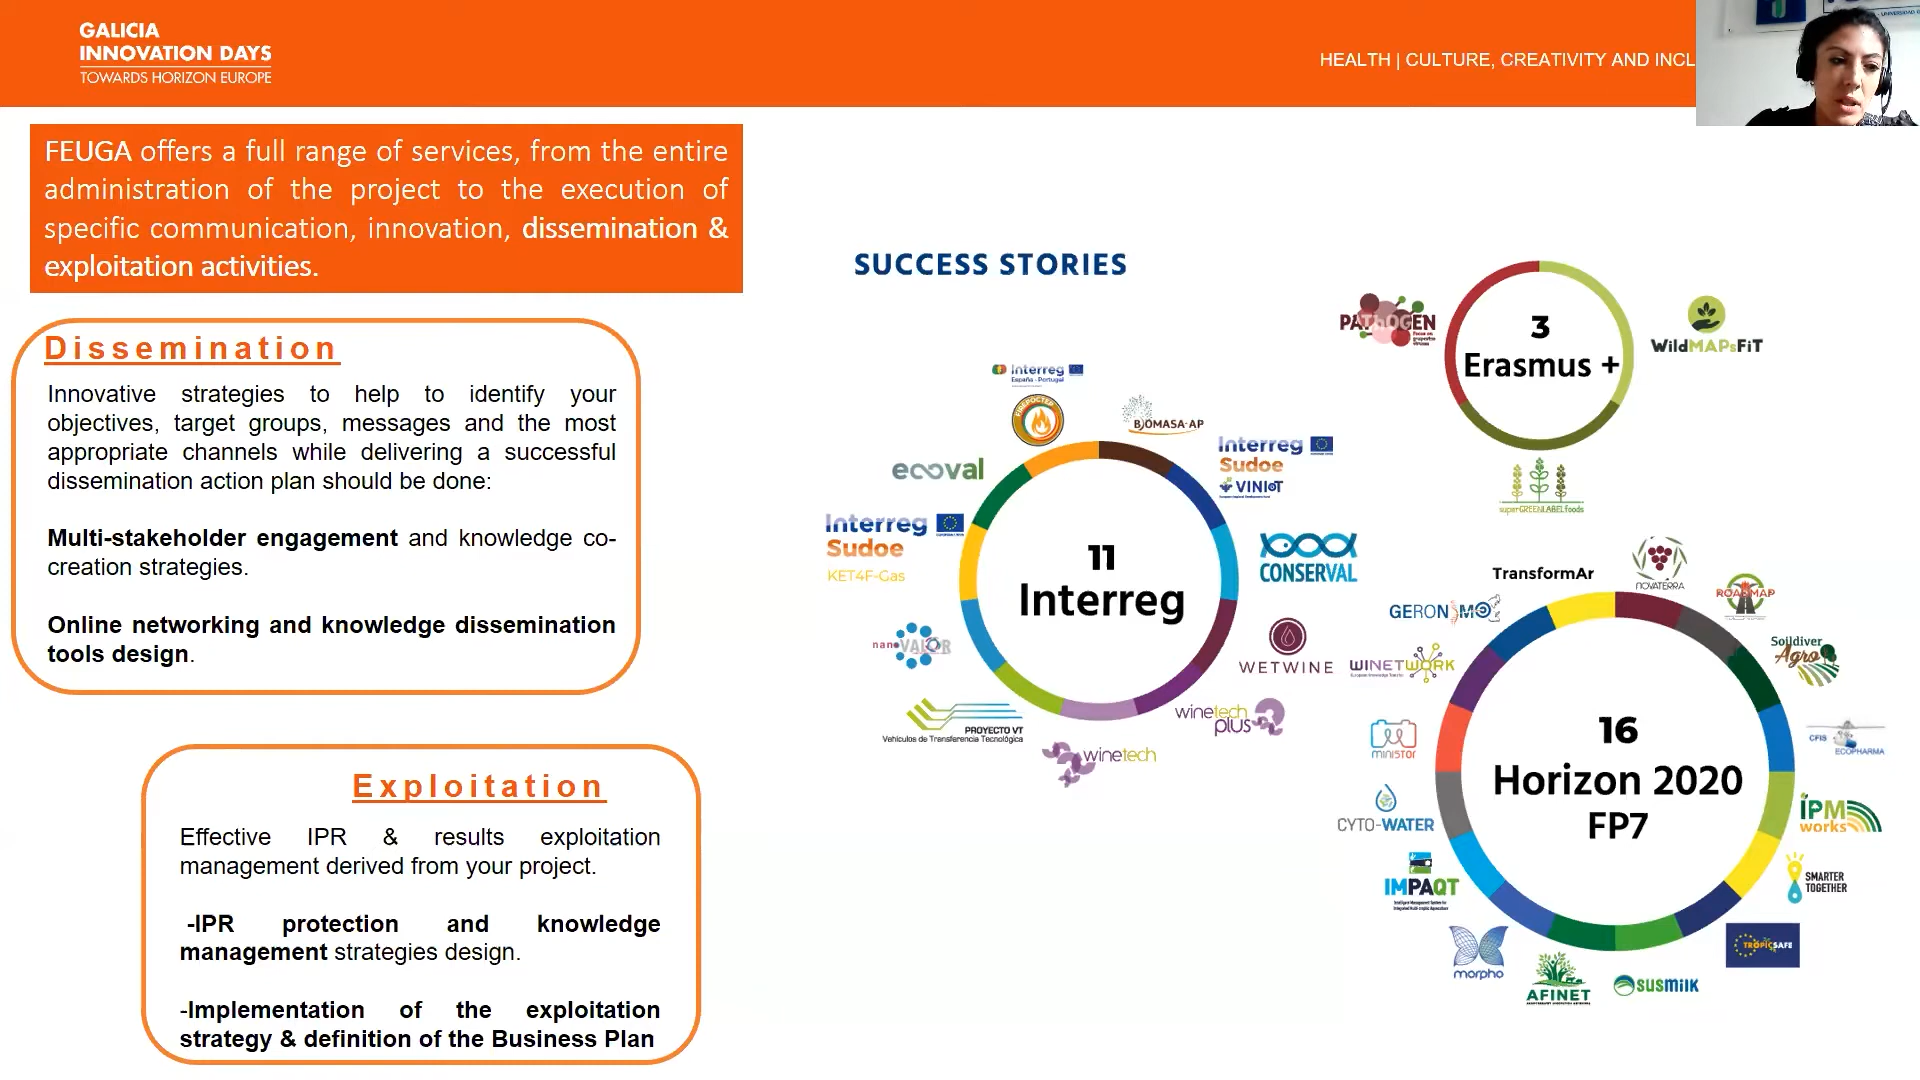 GALICIA
INNOVATION DAYS
TOWARDS HORIZON EUROPE
HEALTH | CULTURE, CREATIVITY AND INCL
FEUGA offers a full range of services, from the entire
administration of the project to the execution of
specific communication, innovation, dissemination &
exploitation activities.
Dissemination
Innovative strategies to help to identify your
objectives, target groups, messages and the most
appropriate channels while delivering a successful
dissemination action plan should be done:
Multi-stakeholder engagement and knowledge co-
creation strategies.
Online networking and knowledge dissemination
tools design.
Exploitation
Effective IPR & results exploitation
management derived from your project.
-IPR protection and knowledge
management strategies design.
-Implementation of the exploitation
strategy & definition of the Business Plan
SUCCESS STORIES
11
Interreg
Interreg
España - Portugal
FIREPOCTEP
BIOMASA-AP
Interreg
Sudoe
VINIoT
CONSERVAL
WETWINE
winetech
plus
winetech
PROYECTO VT
Vehículos de Transferencia Tecnológica
nanoVALOR
Interreg
Sudoe
KET4F-Gas
ecoval
3
Erasmus +
PAThOGEN
WildMAPsFiT
superGREENLABELfoods
16
Horizon 2020
FP7
TransformAr
NOVATERRA
ROADMAP
Soildiver
Agro
CFIS
ECOPHARMA
IPM
works
SMARTER
TOGETHER
TROPICSAFE
SUSMILK
AFINET
morpho
IMPAQT
CYTO-WATER
MINISTOR
WINETWORK
GERONIMO